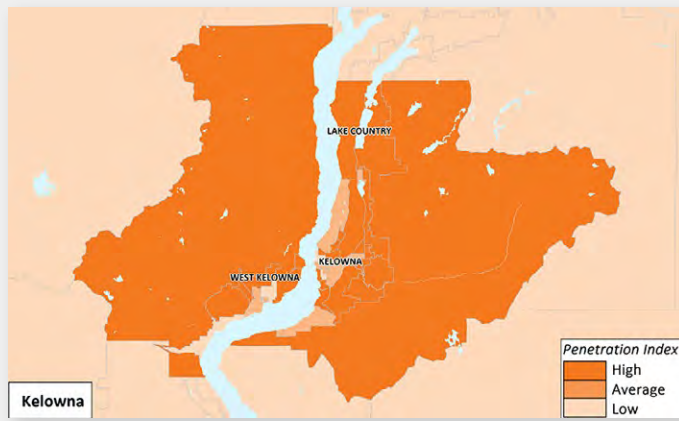 LAKE COUNTRY
KELOWNA
WEST KELOWNA
Penetration Index
High
Average
Low
Kelowna